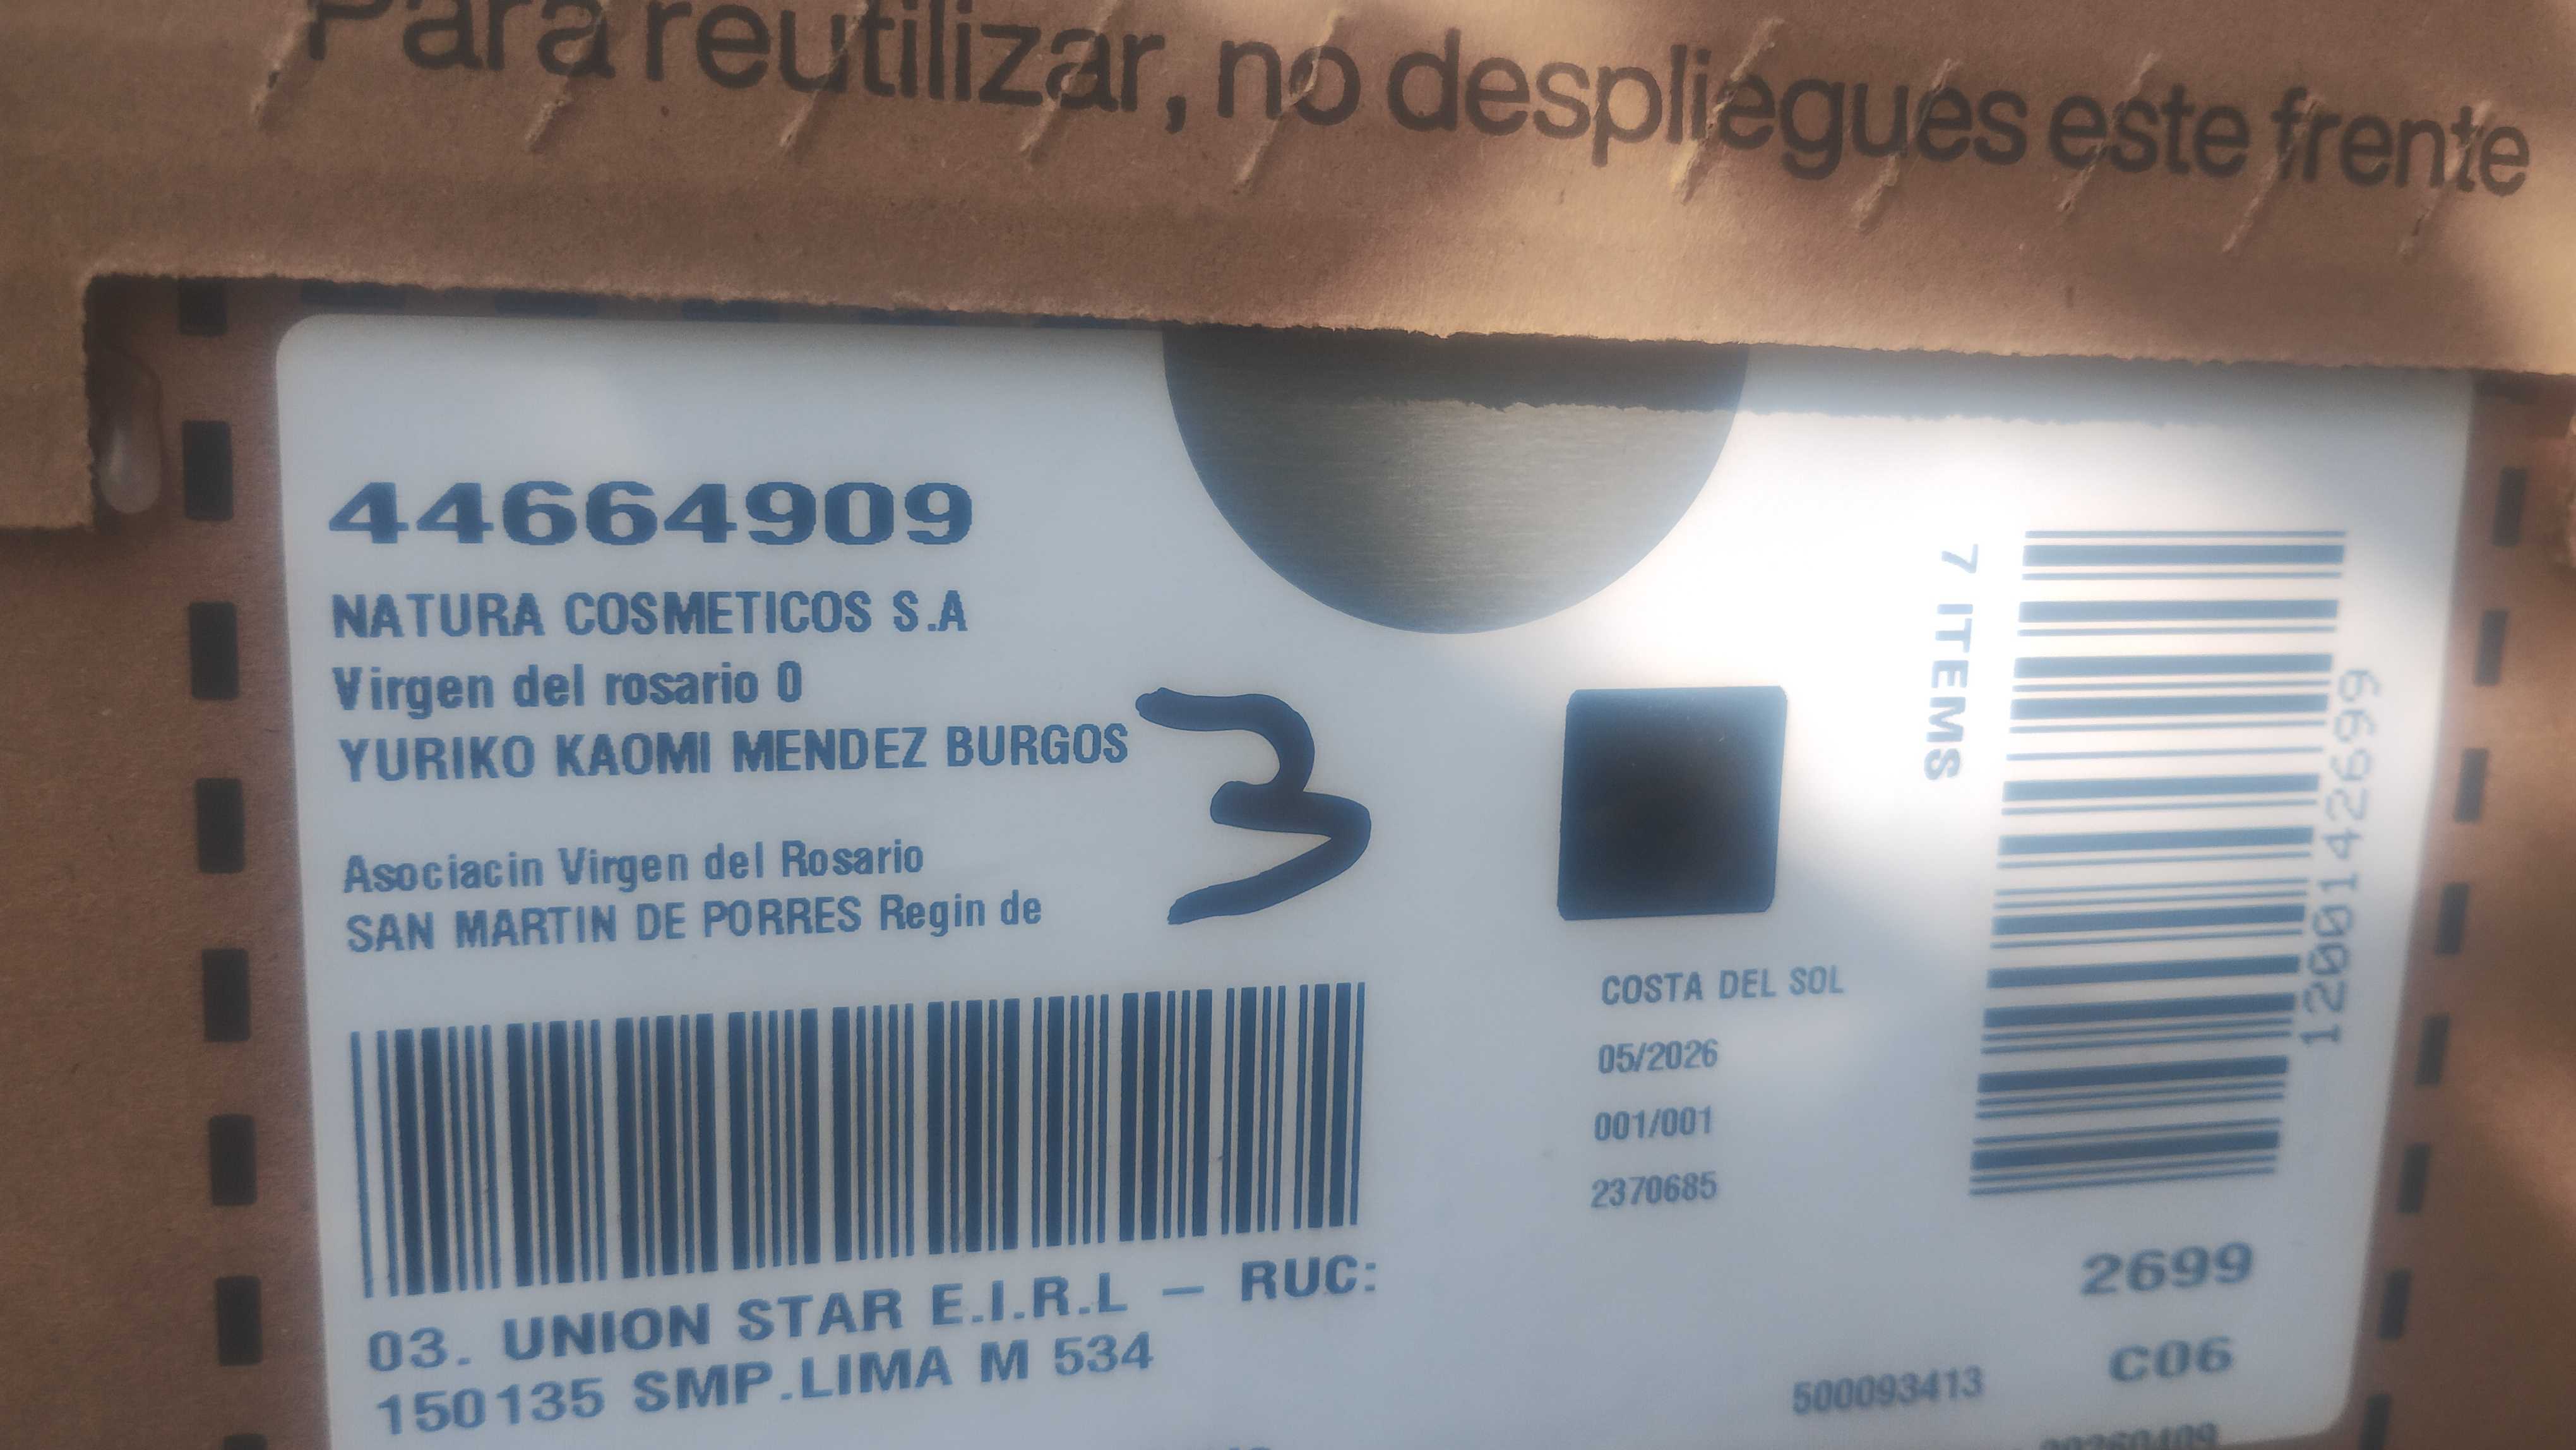 Para reutilizar, no despliegues este frente
44664909
NATURA COSMETICOS S.A
Virgen del rosario 0
YURIKO KAOMI MENDEZ BURGOS
3
Asociacin Virgen del Rosario
SAN MARTIN DE PORRES Regin de
03. UNION STAR E.I.R.L – RUC:
150135 SMP.LIMA M 534
COSTA DEL SOL
05/2026
001/001
2370685
7 ITEMS
1200142699
2699
C06
500093413